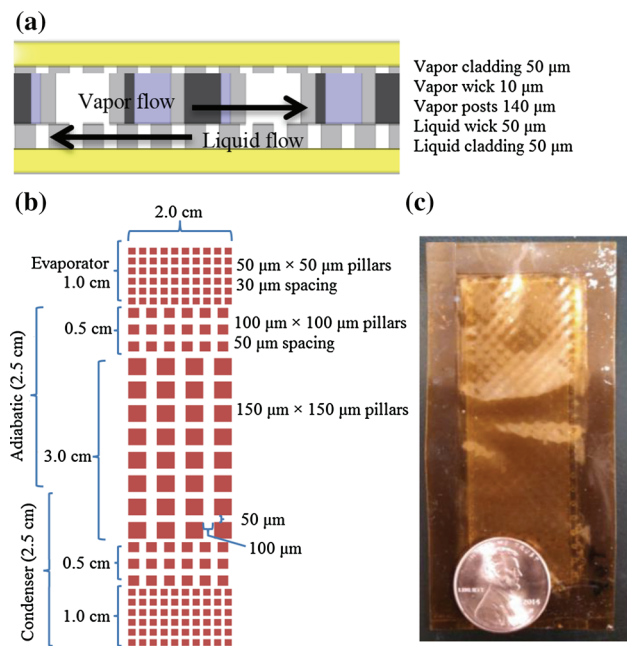 (a)
Vapor flow
Liquid flow
Vapor cladding 50 µm
Vapor wick 10 µm
Vapor posts 140 µm
Liquid wick 50 µm
Liquid cladding 50 µm
(b)
2.0 cm
Evaporator
1.0 cm
50 µm × 50 µm pillars
30 µm spacing
0.5 cm
100 µm × 100 µm pillars
50 µm spacing
Adiabatic (2.5 cm)
150 µm × 150 µm pillars
3.0 cm
50 µm
100 µm
Condenser (2.5 cm)
0.5 cm
1.0 cm
(c)
LIBERTY
2014